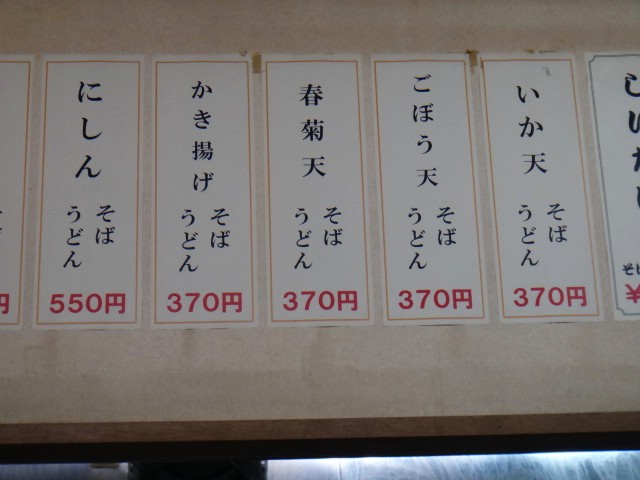 にしん
そば
うどん
550円
かき揚げ
そば
うどん
370円
春菊天
そば
うどん
370円
ごぼう天
そば
うどん
370円
いか天
そば
うどん
370円
円